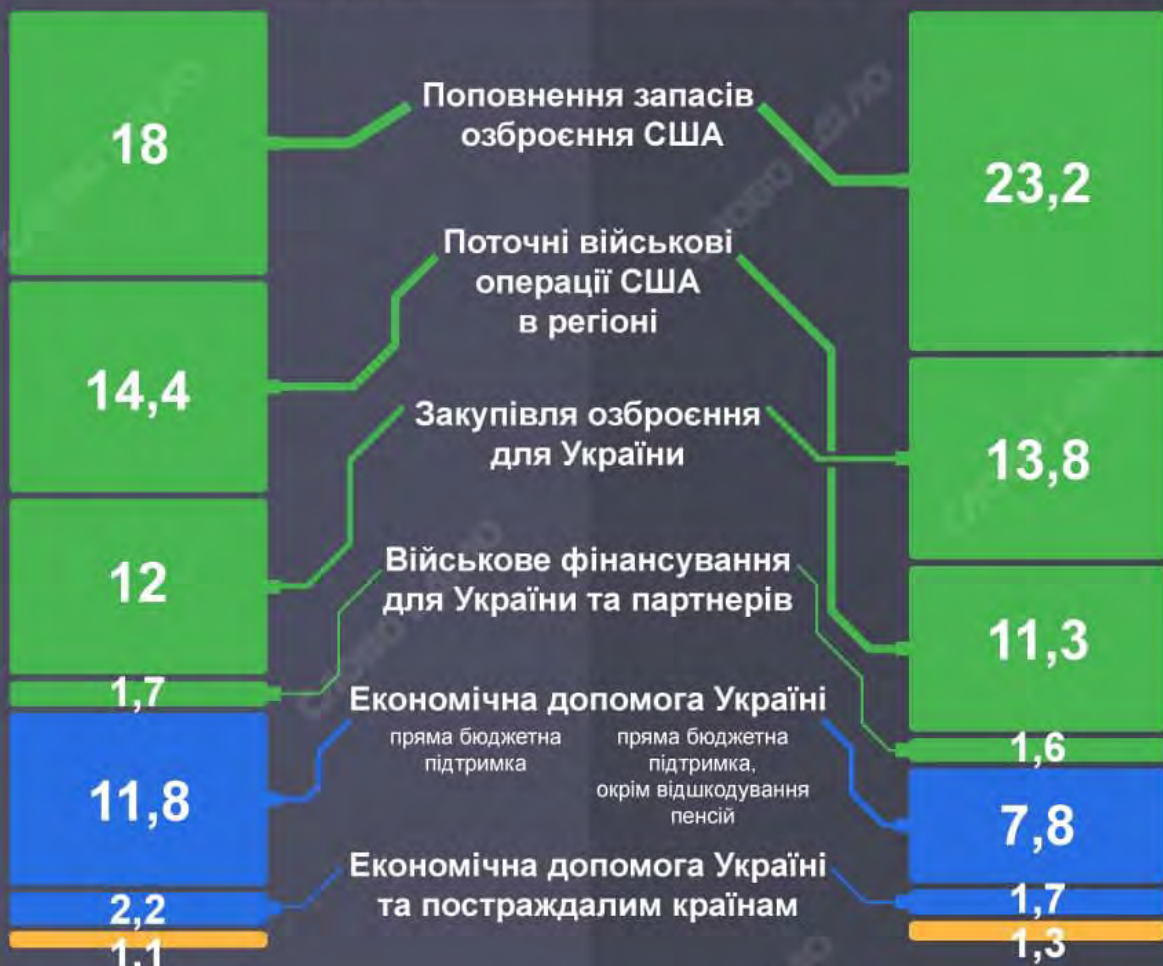 18
Поповнення запасів
озброєння США
23,2
14,4
Поточні військові
операції США
в регіоні
13,8
12
Закупівля озброєння
для України
11,3
1,7
Військове фінансування
для України та партнерів
1,6
11,8
Економічна допомога Україні
пряма бюджетна
підтримка
пряма бюджетна
підтримка,
окрім відшкодування
пенсій
7,8
2,2
Економічна допомога Україні
та постраждалим країнам
1,7
1,1
1,3
СЛОВО І ДІЛО